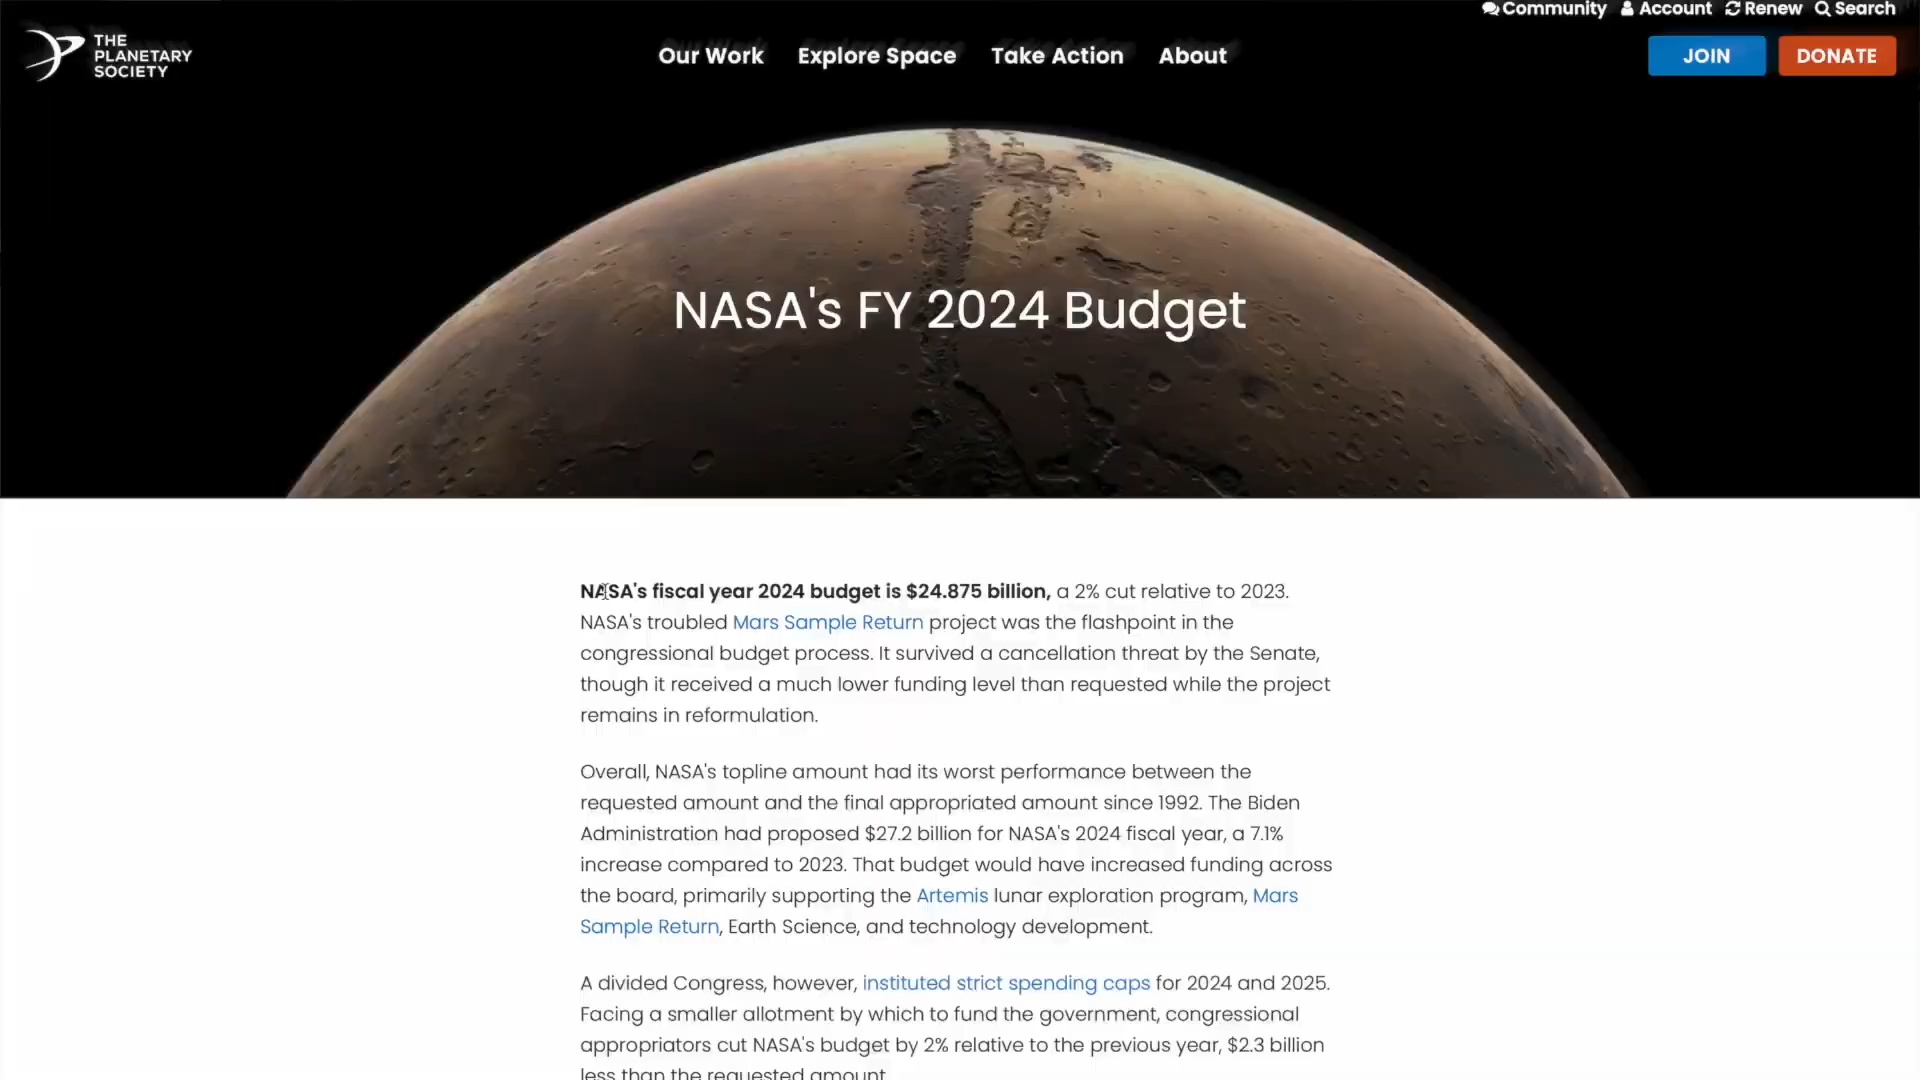 Community Account Renew Search
THE
PLANETARY
SOCIETY
Our Work Explore Space Take Action About
JOIN DONATE
NASA's FY 2024 Budget
NASA's fiscal year 2024 budget is $24.875 billion, a 2% cut relative to 2023.
NASA's troubled Mars Sample Return project was the flashpoint in the
congressional budget process. It survived a cancellation threat by the Senate,
though it received a much lower funding level than requested while the project
remains in reformulation.
Overall, NASA's topline amount had its worst performance between the
requested amount and the final appropriated amount since 1992. The Biden
Administration had proposed $27.2 billion for NASA's 2024 fiscal year, a 7.1%
increase compared to 2023. That budget would have increased funding across
the board, primarily supporting the Artemis lunar exploration program, Mars
Sample Return, Earth Science, and technology development.
A divided Congress, however, instituted strict spending caps for 2024 and 2025.
Facing a smaller allotment by which to fund the government, congressional
appropriators cut NASA's budget by 2% relative to the previous year, $2.3 billion
less than the requested amount